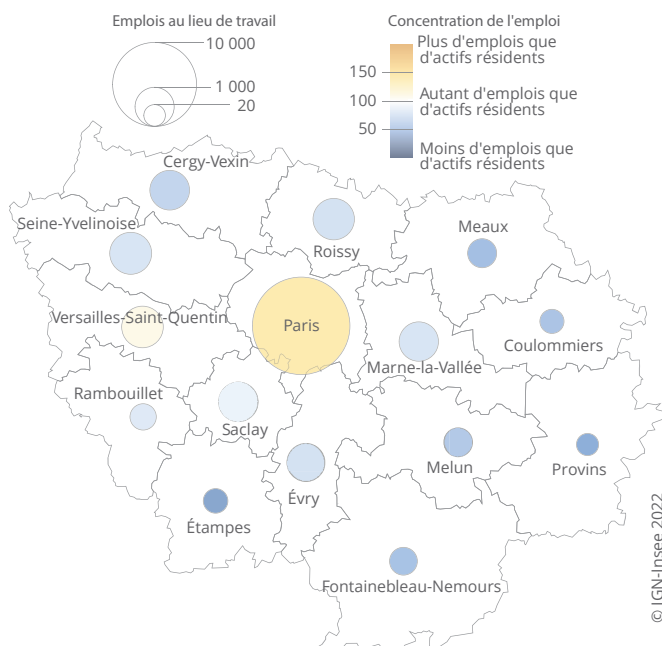 Emplois au lieu de travail
10 000
1 000
20
Concentration de l'emploi
Plus d'emplois que
d'actifs résidents
150
Autant d'emplois que
d'actifs résidents
100
50
Moins d'emplois que
d'actifs résidents
Cergy-Vexin
Seine-Yvelinoise
Roissy
Meaux
Versailles-Saint-Quentin
Paris
Coulommiers
Marne-la-Vallée
Rambouillet
Saclay
Melun
Provins
Évry
Étampes
Fontainebleau-Nemours
© IGN-Insee 2022